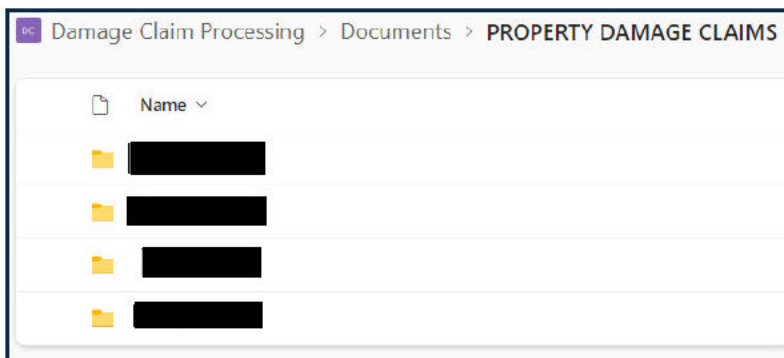 DC Damage Claim Processing > Documents > PROPERTY DAMAGE CLAIMS
Name